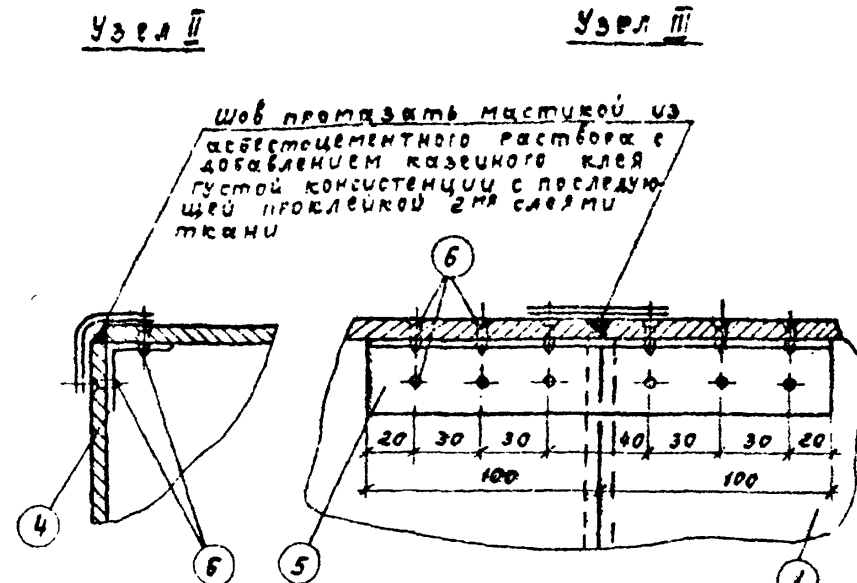 Узел II
Узел III
Шов промазать мастикой из
асбестоцементного раствора с
добавлением казеиного клея
густой консистенции с последую-
щей проклейкой 2мя слоями
ткани
6
20 30 30 40 30 30 20
100 100
4
6
5
1